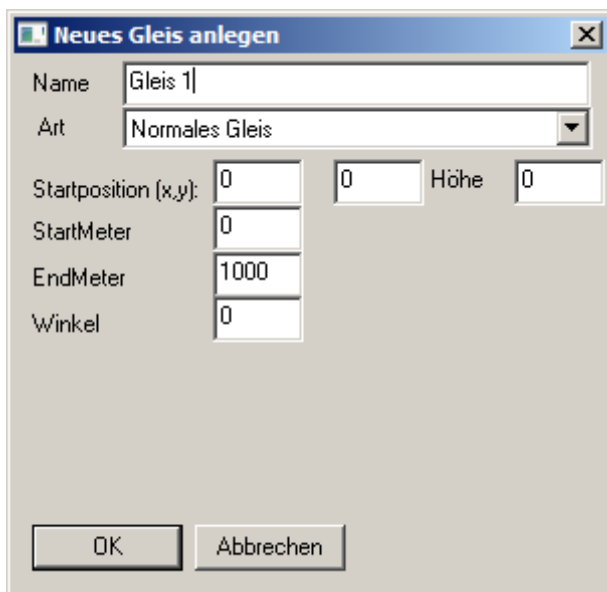 Neues Gleis anlegen
Name Gleis 1
Art Normales Gleis
Startposition (x,y): 0 0 Höhe 0
StartMeter 0
EndMeter 1000
Winkel 0
OK Abbrechen